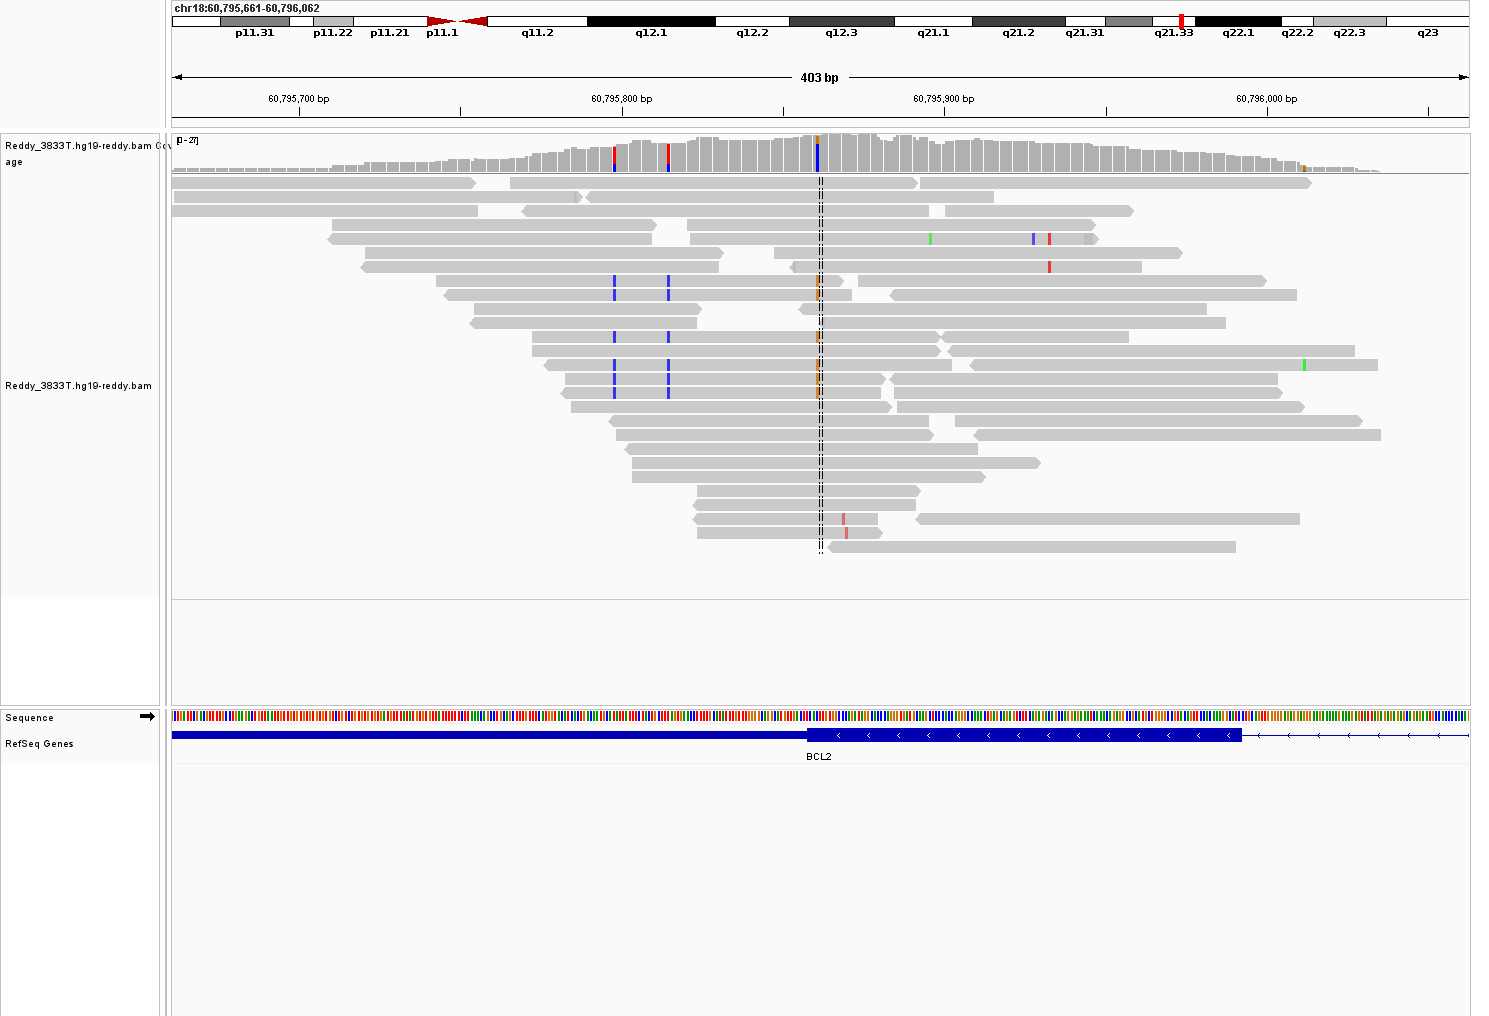 chr18:60,795,661-60,796,062
p11.31 p11.22 p11.21 p11.1 q11.2 q12.1 q12.2 q12.3 q21.1 q21.2 q21.31 q21.33 q22.1 q22.2 q22.3 q23
403 bp
60,795,700 bp 60,795,800 bp 60,795,900 bp 60,796,000 bp
Reddy_3833T.hg19-reddy.bam Cov
age
[0 - 27]
Reddy_3833T.hg19-reddy.bam
Sequence
RefSeq Genes
BCL2